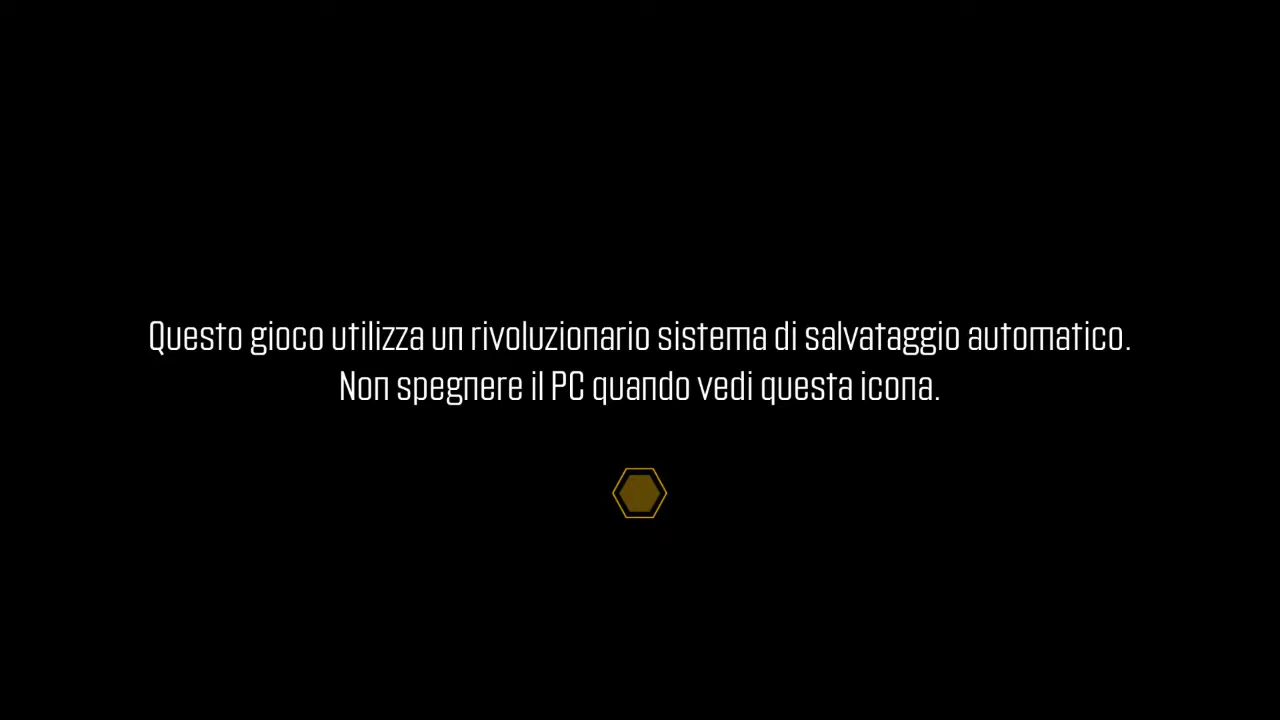 Questo gioco utilizza un rivoluzionario sistema di salvataggio automatico.
Non spegnere il PC quando vedi questa icona.